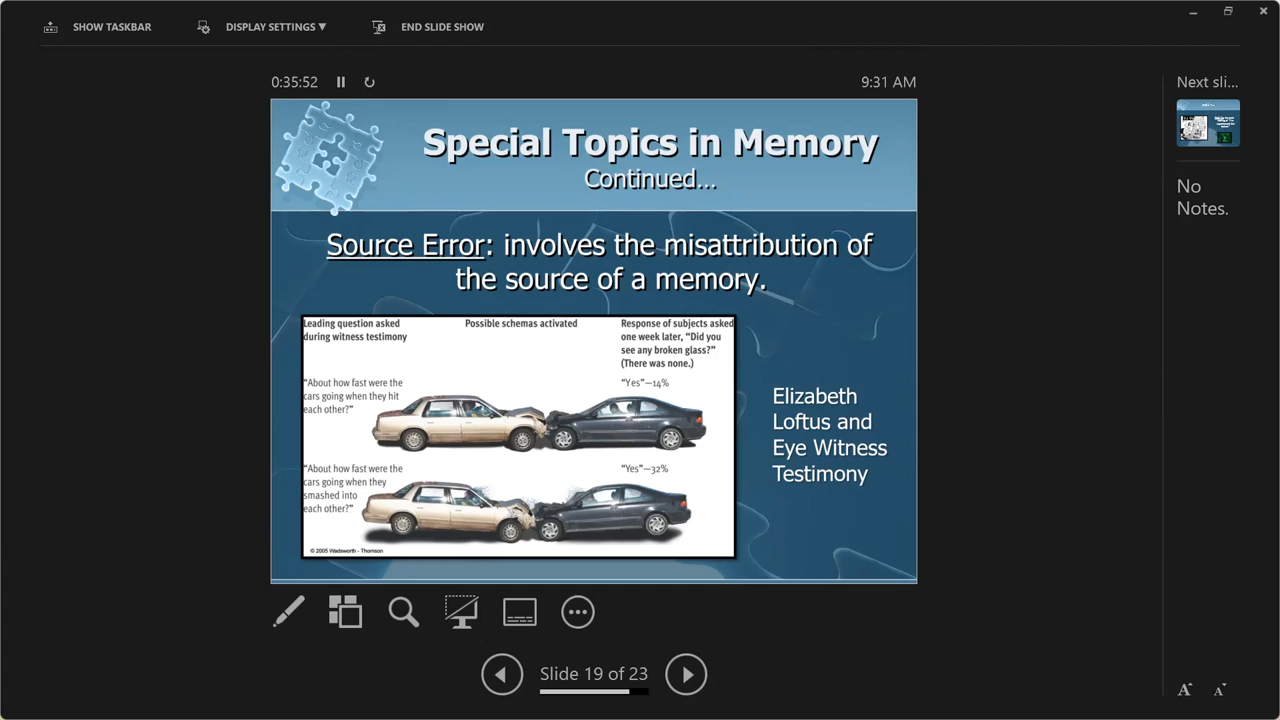 SHOW TASKBAR
DISPLAY SETTINGS ▼
END SLIDE SHOW
0:35:52
9:31 AM
Next sli...
Special Topics in Memory
Continued...
No
Notes.
Source Error: involves the misattribution of
the source of a memory.
Leading question asked
during witness testimony
Possible schemas activated
Response of subjects asked
one week later, “Did you
see any broken glass?”
(There was none.)
“About how fast were the
cars going when they hit
each other?”
“Yes”—14%
“About how fast were the
cars going when they
smashed into
each other?”
“Yes”—32%
© 2005 Wadsworth - Thomson
Elizabeth
Loftus and
Eye Witness
Testimony
Slide 19 of 23
A
A